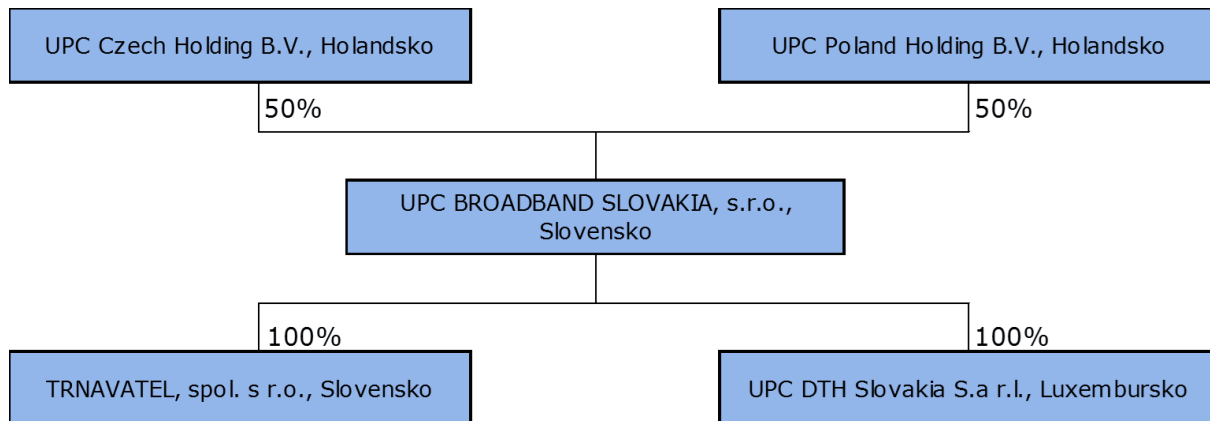 UPC Czech Holding B.V., Holandsko
UPC Poland Holding B.V., Holandsko
50%
50%
UPC BROADBAND SLOVAKIA, s.r.o.,
Slovensko
100%
100%
TRNAVATEL, spol. s r.o., Slovensko
UPC DTH Slovakia S.a r.l., Luxembursko